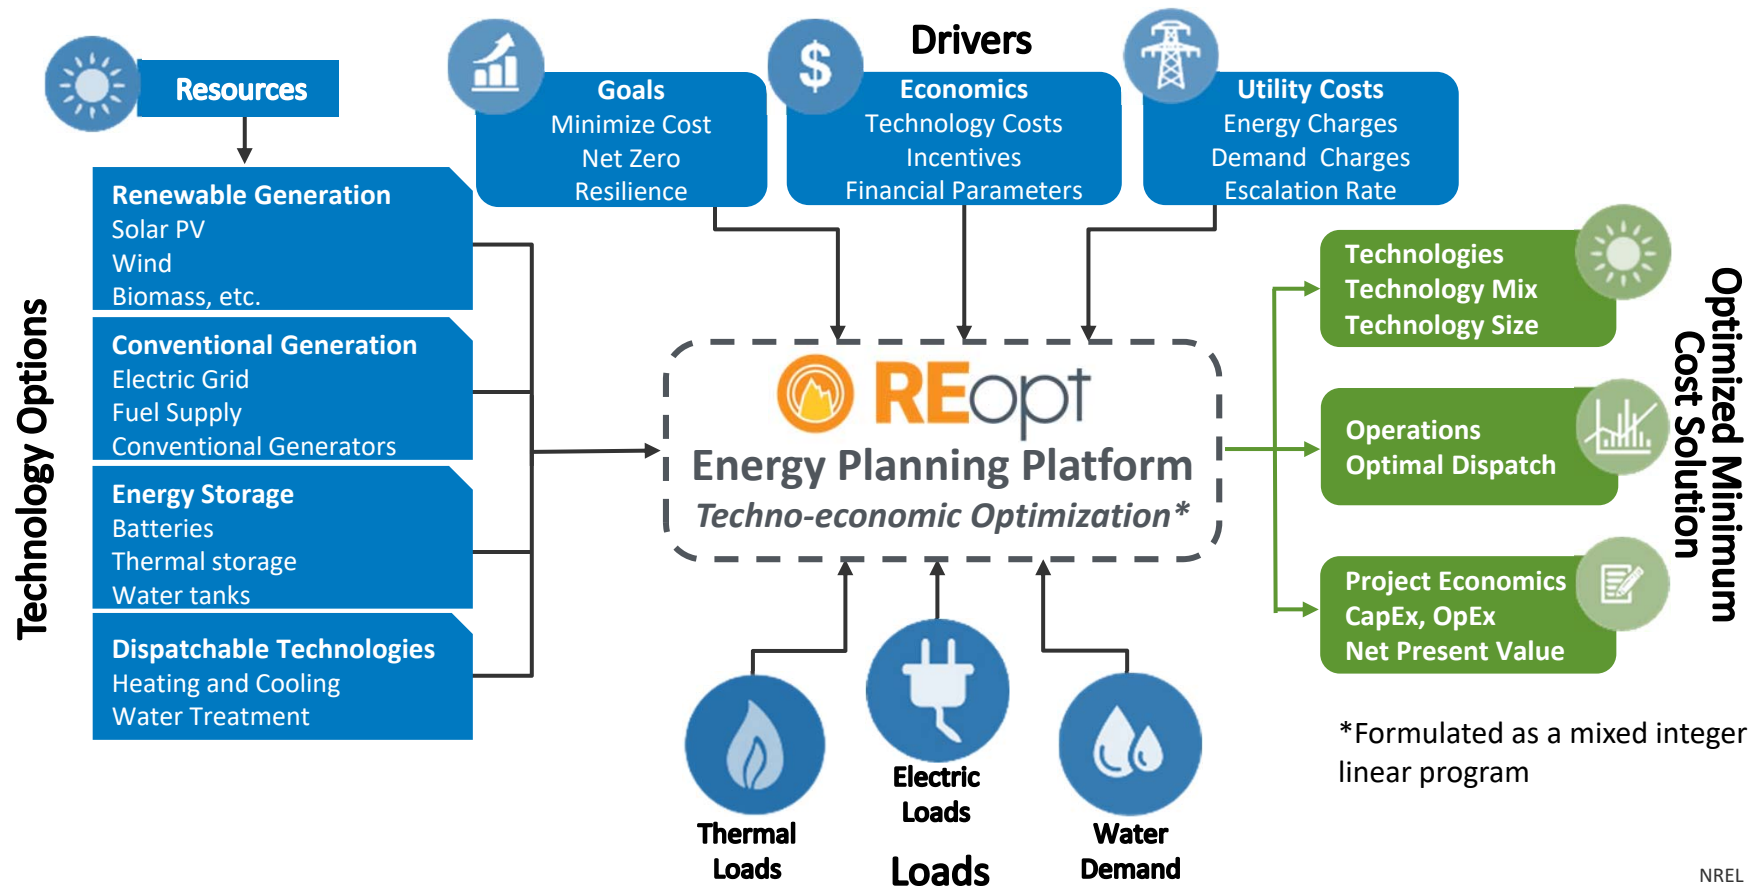 Drivers
Resources
Goals
Minimize Cost
Net Zero
Resilience
Economics
Technology Costs
Incentives
Financial Parameters
Utility Costs
Energy Charges
Demand  Charges
Escalation Rate
Technology Options
Renewable Generation
Solar PV
Wind
Biomass, etc.
Conventional Generation
Electric Grid
Fuel Supply
Conventional Generators
Energy Storage
Batteries
Thermal storage
Water tanks
Dispatchable Technologies
Heating and Cooling
Water Treatment
REopt
Energy Planning Platform
Techno-economic Optimization*
Technologies
Technology Mix
Technology Size
Operations
Optimal Dispatch
Project Economics
CapEx, OpEx
Net Present Value
Optimized Minimum
Cost Solution
*Formulated as a mixed integer
linear program
Thermal
Loads
Electric
Loads
Water
Demand
Loads
NREL